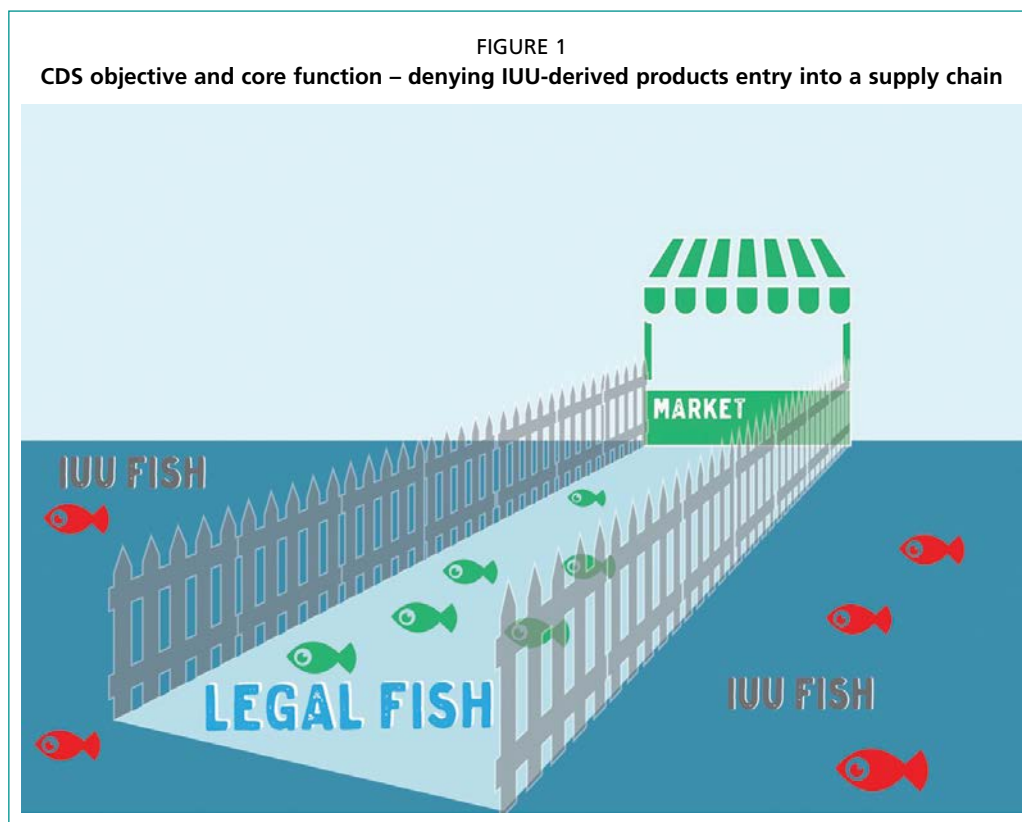 FIGURE 1
CDS objective and core function – denying IUU-derived products entry into a supply chain
MARKET
IUU FISH
LEGAL FISH
IUU FISH